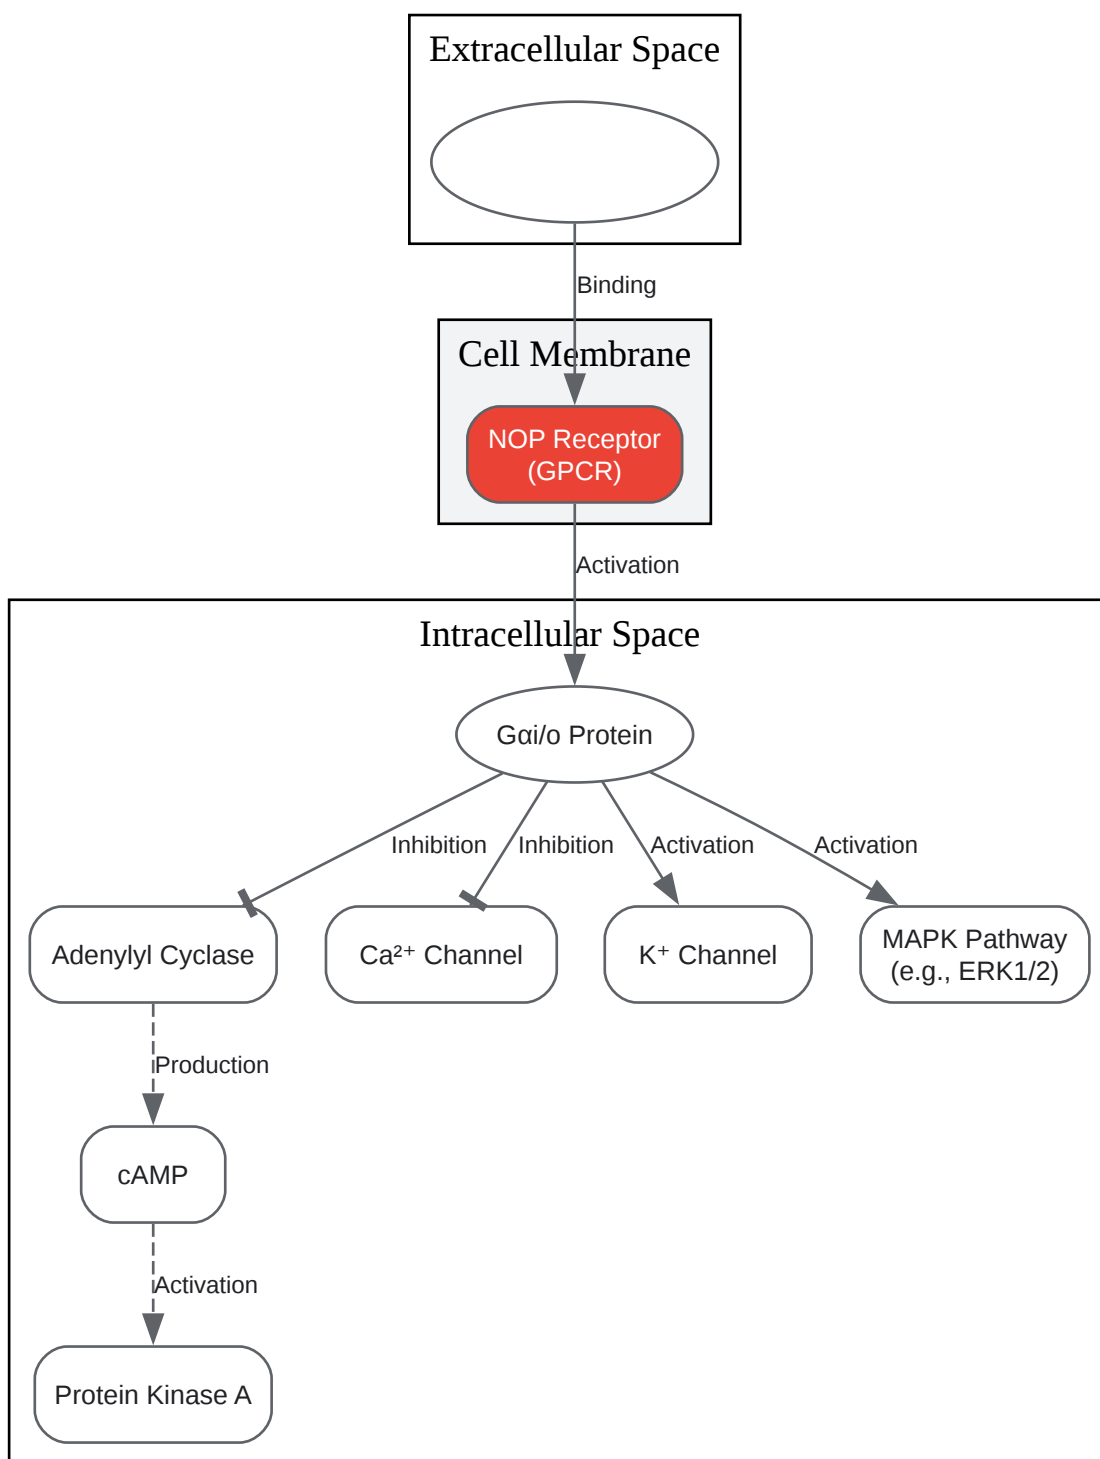 Extracellular Space
Binding
Cell Membrane
NOP Receptor
(GPCR)
Activation
Intracellular Space
Gαi/o Protein
Inhibition
Inhibition
Activation
Activation
Adenylyl Cyclase
Ca²⁺ Channel
K⁺ Channel
MAPK Pathway
(e.g., ERK1/2)
Production
cAMP
Activation
Protein Kinase A